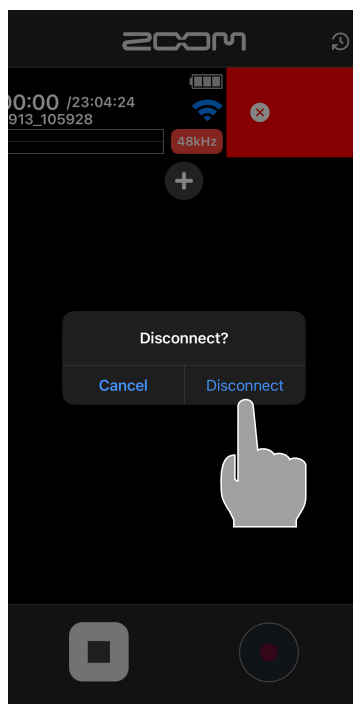 ZOOM
00:00 /23:04:24
913_105928
48kHz
Disconnect?
Cancel Disconnect